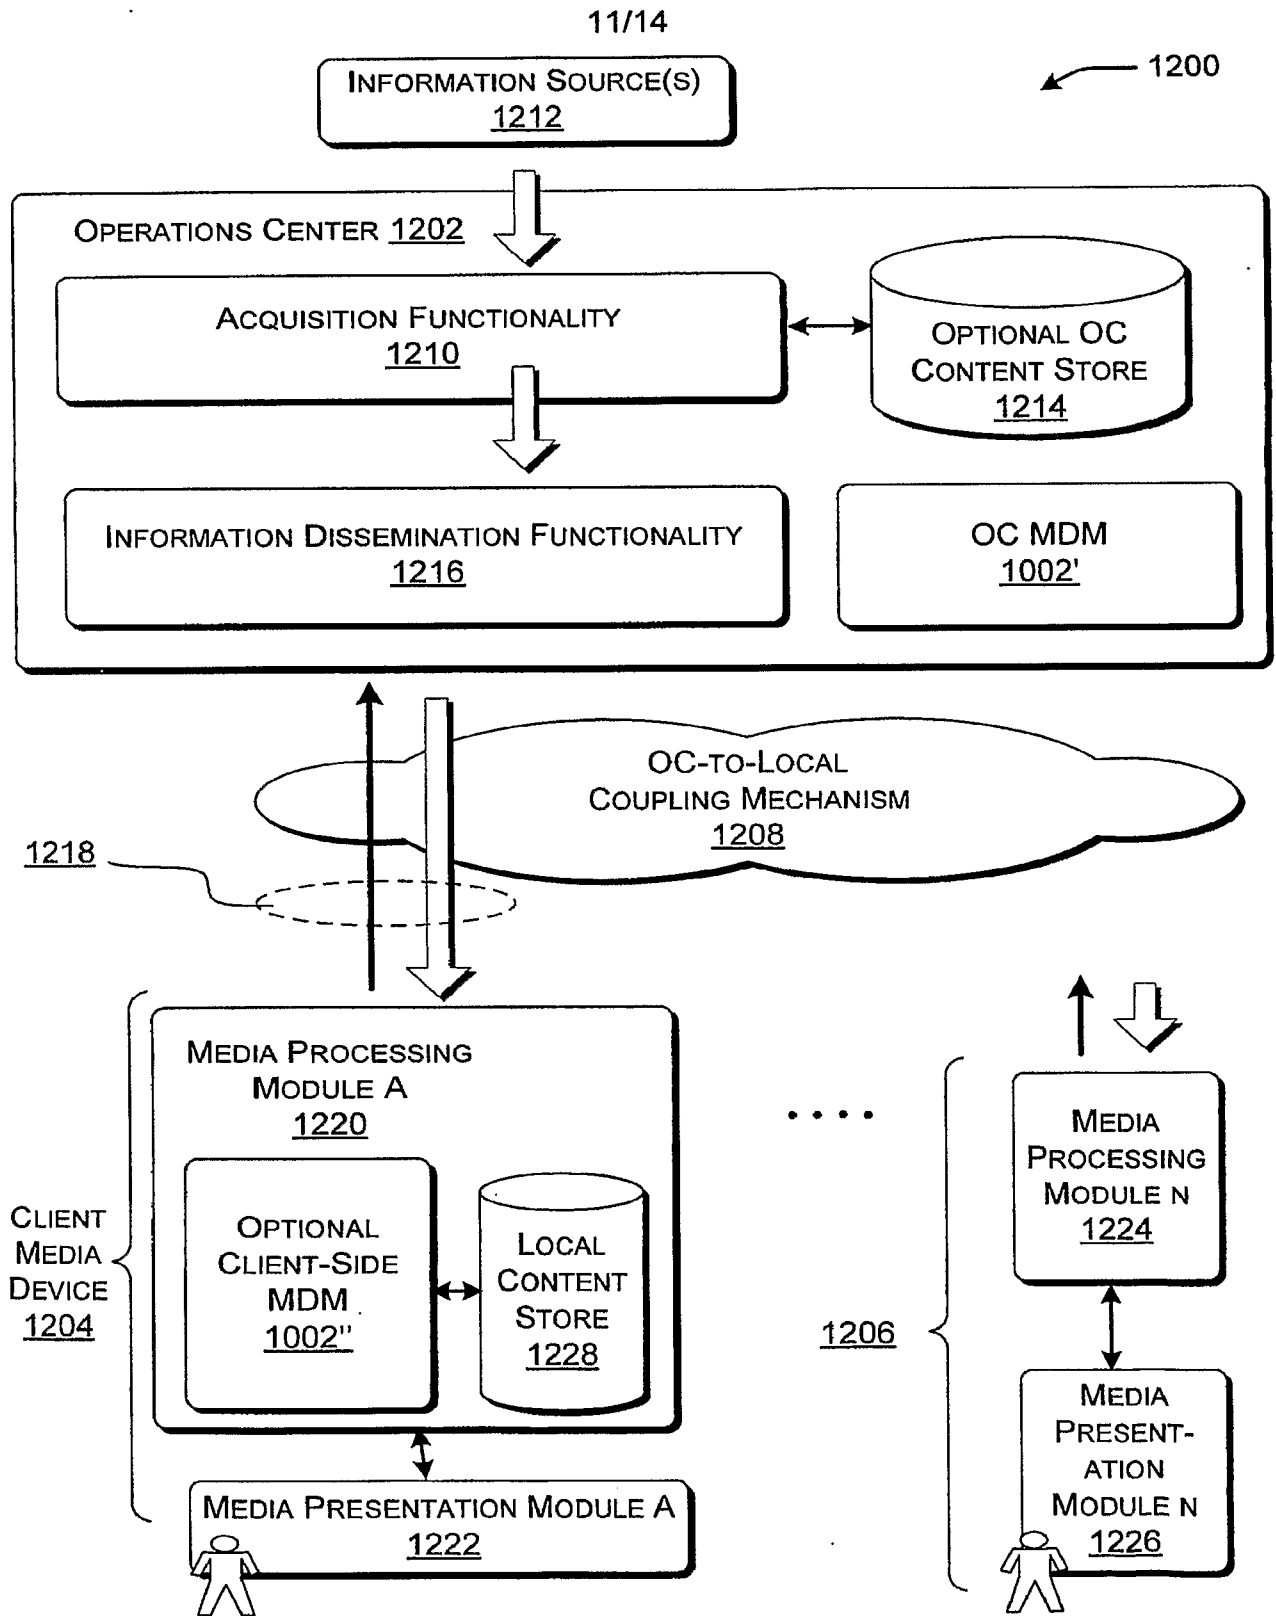 11/14
INFORMATION SOURCE(S)
1212
1200
OPERATIONS CENTER 1202
ACQUISITION FUNCTIONALITY
1210
OPTIONAL OC
CONTENT STORE
1214
INFORMATION DISSEMINATION FUNCTIONALITY
1216
OC MDM
1002'
OC-TO-LOCAL
COUPLING MECHANISM
1208
1218
MEDIA PROCESSING
MODULE A
1220
OPTIONAL
CLIENT-SIDE
MDM
1002"
LOCAL
CONTENT
STORE
1228
CLIENT
MEDIA
DEVICE
1204
MEDIA PRESENTATION MODULE A
1222
....
1206
MEDIA
PROCESSING
MODULE N
1224
MEDIA
PRESENT-
ATION
MODULE N
1226